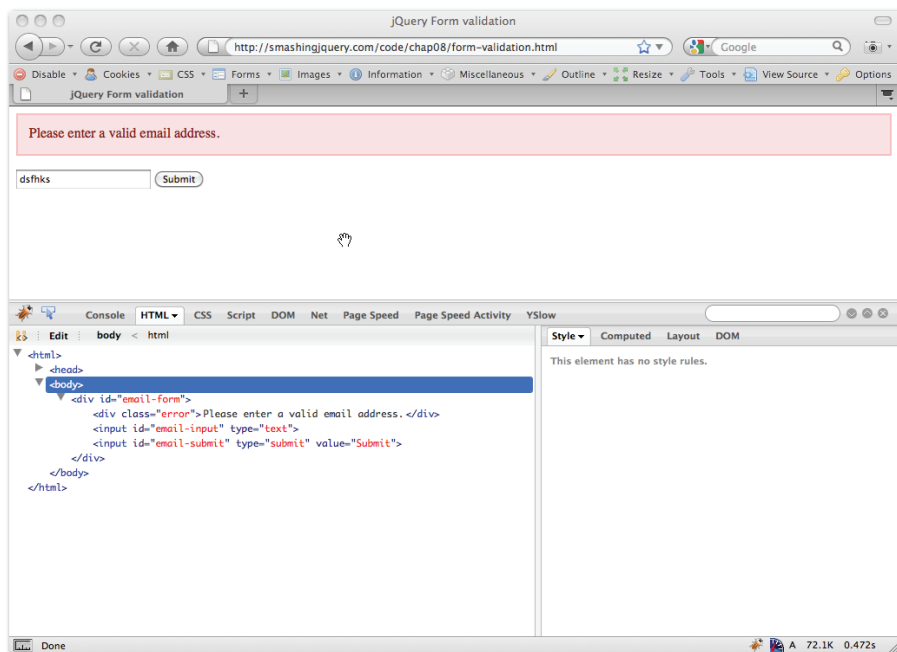 jQuery Form validation
http://smashingjquery.com/code/chap08/form-validation.html
Google
Disable Cookies CSS Forms Images Information Miscellaneous Outline Resize Tools View Source Options
jQuery Form validation +
Please enter a valid email address.
dsfhks Submit
Console HTML CSS Script DOM Net Page Speed Page Speed Activity YSlow
Edit body < html
Style Computed Layout DOM
<html>
<head>
<body>
<div id="email-form">
<div class="error">Please enter a valid email address.</div>
<input id="email-input" type="text">
<input id="email-submit" type="submit" value="Submit">
</div>
</body>
</html>
This element has no style rules.
Done
A 72.1K 0.472s